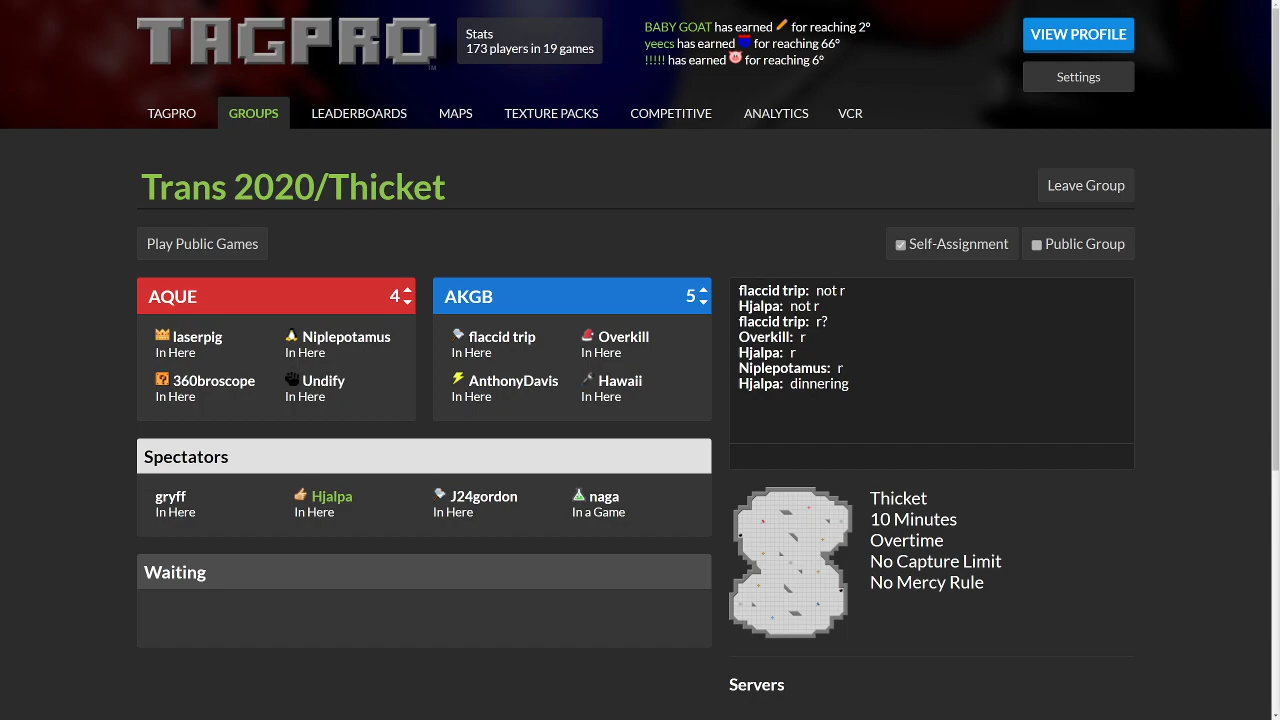 TAGPRO
TM
Stats
173 players in 19 games
BABY GOAT has earned for reaching 2°
yeecs has earned for reaching 66°
!!!!! has earned for reaching 6°
VIEW PROFILE
Settings
TAGPRO GROUPS LEADERBOARDS MAPS TEXTURE PACKS COMPETITIVE ANALYTICS VCR
Trans 2020/Thicket
Leave Group
Play Public Games
Self-Assignment
Public Group
AQUE 4
laserpig
In Here
Niplepotamus
In Here
360broscope
In Here
Undify
In Here
AKGB 5
flaccid trip
In Here
Overkill
In Here
AnthonyDavis
In Here
Hawaii
In Here
flaccid trip: not r
Hjalpa: not r
flaccid trip: r?
Overkill: r
Hjalpa: r
Niplepotamus: r
Hjalpa: dinnering
Spectators
gryff
In Here
Hjalpa
In Here
J24gordon
In Here
naga
In a Game
Waiting
Thicket
10 Minutes
Overtime
No Capture Limit
No Mercy Rule
Servers